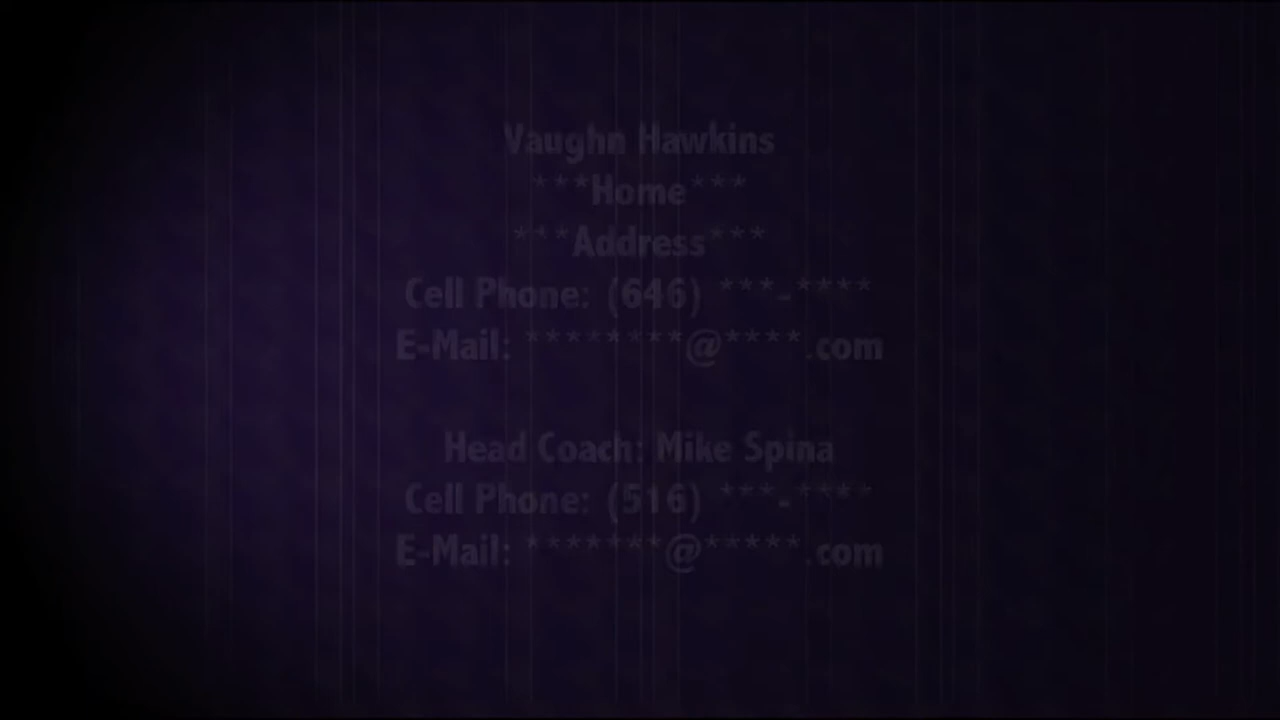 Vaughn Hawkins
***Home***
***Address***
Cell Phone: (646) ***-****
E-Mail: ********@****.com
Head Coach: Mike Spina
Cell Phone: (516) ***-****
E-Mail: *******@*****.com